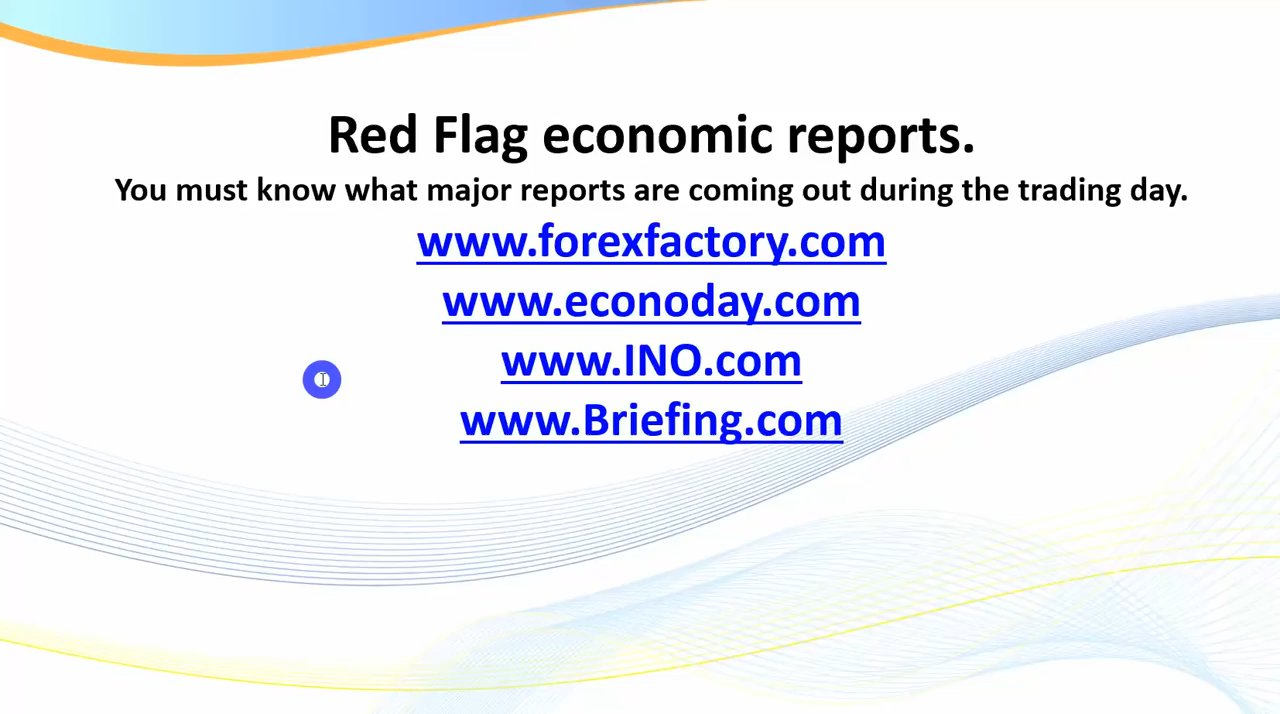 Red Flag economic reports.
You must know what major reports are coming out during the trading day.
www.forexfactory.com
www.econoday.com
www.INO.com
www.Briefing.com